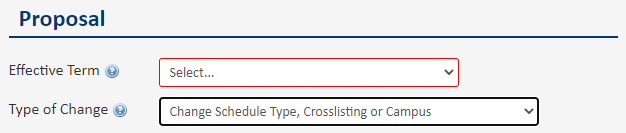 Proposal
Effective Term ? Select...
Type of Change ? Change Schedule Type, Crosslisting or Campus